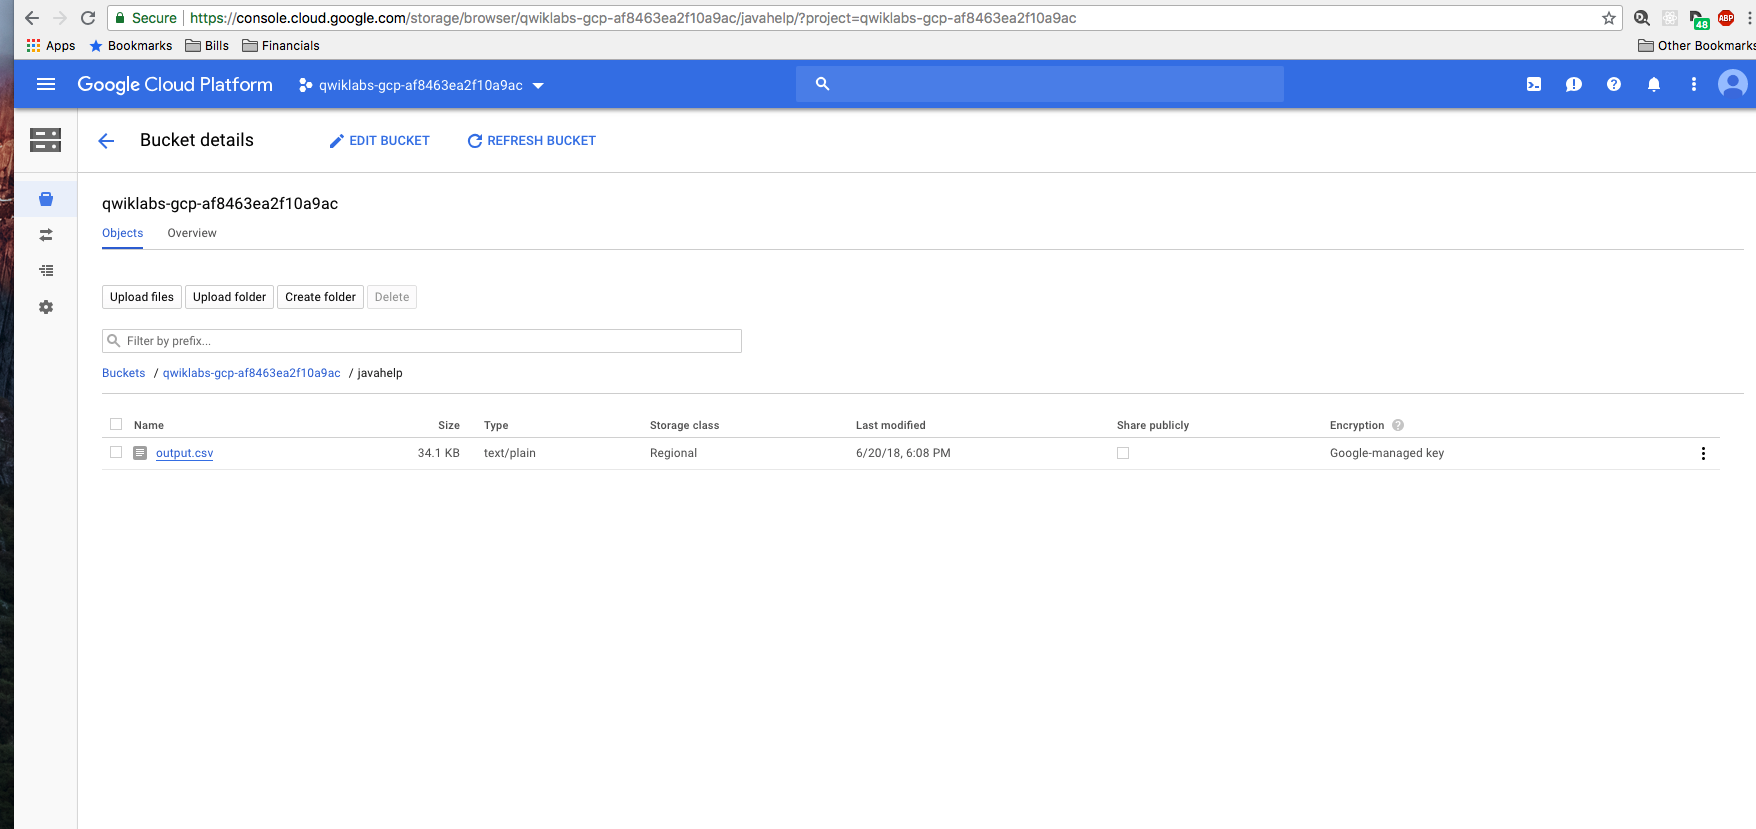 Secure https://console.cloud.google.com/storage/browser/qwiklabs-gcp-af8463ea2f10a9ac/javahelp/?project=qwiklabs-gcp-af8463ea2f10a9ac 48 ABP
Apps Bookmarks Bills Financials Other Bookmarks
Google Cloud Platform qwiklabs-gcp-af8463ea2f10a9ac
Bucket details EDIT BUCKET REFRESH BUCKET
qwiklabs-gcp-af8463ea2f10a9ac
Objects Overview
Upload files Upload folder Create folder Delete
Filter by prefix...
Buckets / qwiklabs-gcp-af8463ea2f10a9ac / javahelp
Name Size Type Storage class Last modified Share publicly Encryption ?
output.csv 34.1 KB text/plain Regional 6/20/18, 6:08 PM Google-managed key